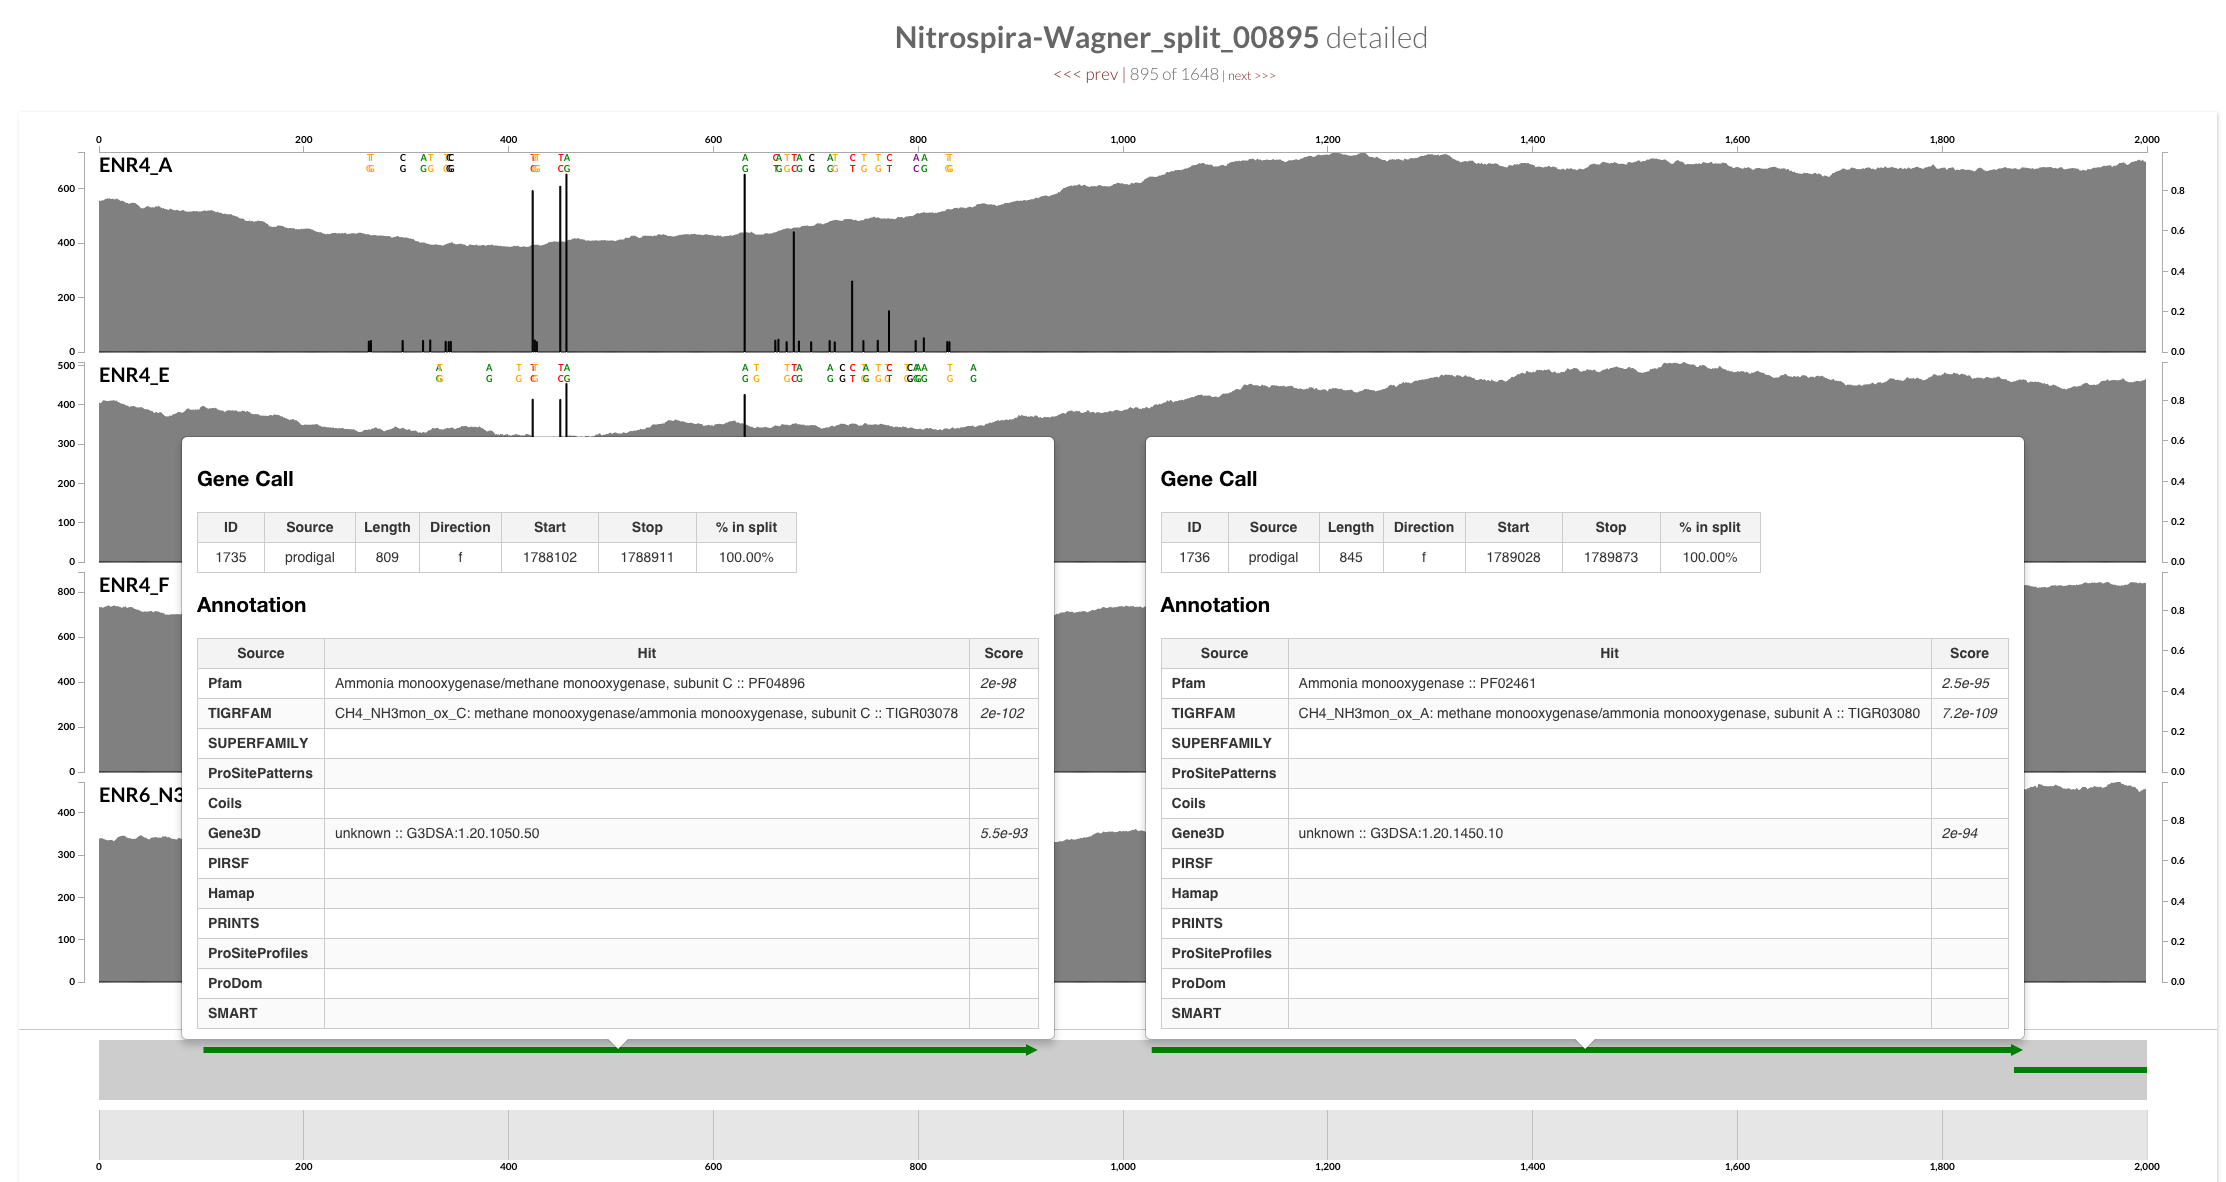 Nitrospira-Wagner_split_00895 detailed
<<< prev | 895 of 1648 | next >>>
0 200 400 600 800 1,000 1,200 1,400 1,600 1,800 2,000
ENR4_A
600
400
200
0
0.8
0.6
0.4
0.2
0.0
ENR4_E
500
400
300
200
100
0
0.8
0.6
0.4
0.2
0.0
ENR4_F
800
600
400
200
0
0.8
0.6
0.4
0.2
0.0
ENR6_N3
400
300
200
100
0
0.8
0.6
0.4
0.2
0.0
Gene Call
ID Source Length Direction Start Stop % in split
1735 prodigal 809 f 1788102 1788911 100.00%
Annotation
Source Hit Score
Pfam Ammonia monooxygenase/methane monooxygenase, subunit C :: PF04896 2e-98
TIGRFAM CH4_NH3mon_ox_C: methane monooxygenase/ammonia monooxygenase, subunit C :: TIGR03078 2e-102
SUPERFAMILY
ProSitePatterns
Coils
Gene3D unknown :: G3DSA:1.20.1050.50 5.5e-93
PIRSF
Hamap
PRINTS
ProSiteProfiles
ProDom
SMART
Gene Call
ID Source Length Direction Start Stop % in split
1736 prodigal 845 f 1789028 1789873 100.00%
Annotation
Source Hit Score
Pfam Ammonia monooxygenase :: PF02461 2.5e-95
TIGRFAM CH4_NH3mon_ox_A: methane monooxygenase/ammonia monooxygenase, subunit A :: TIGR03080 7.2e-109
SUPERFAMILY
ProSitePatterns
Coils
Gene3D unknown :: G3DSA:1.20.1450.10 2e-94
PIRSF
Hamap
PRINTS
ProSiteProfiles
ProDom
SMART
0 200 400 600 800 1,000 1,200 1,400 1,600 1,800 2,000